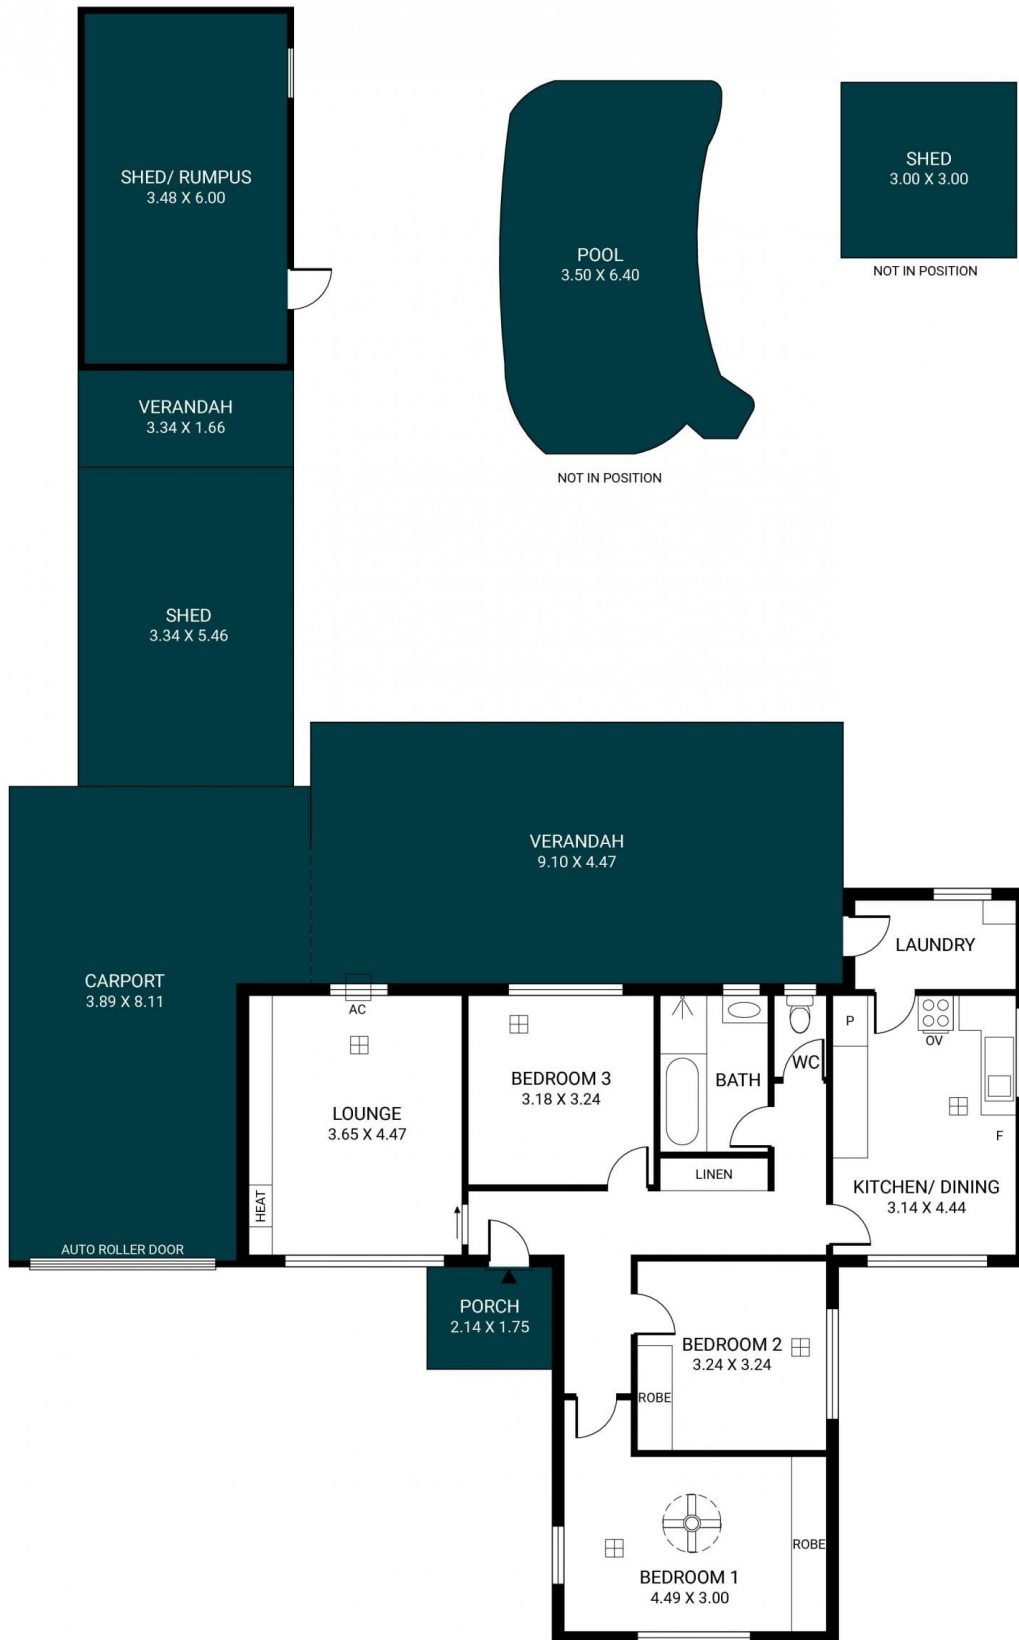 SHED/ RUMPUS
3.48 X 6.00
POOL
3.50 X 6.40
NOT IN POSITION
SHED
3.00 X 3.00
NOT IN POSITION
VERANDAH
3.34 X 1.66
SHED
3.34 X 5.46
VERANDAH
9.10 X 4.47
CARPORT
3.89 X 8.11
AUTO ROLLER DOOR
LAUNDRY
AC
LOUNGE
3.65 X 4.47
HEAT
BEDROOM 3
3.18 X 3.24
BATH
WC
LINEN
P
OV
F
KITCHEN/ DINING
3.14 X 4.44
PORCH
2.14 X 1.75
BEDROOM 2
3.24 X 3.24
ROBE
BEDROOM 1
4.49 X 3.00
ROBE